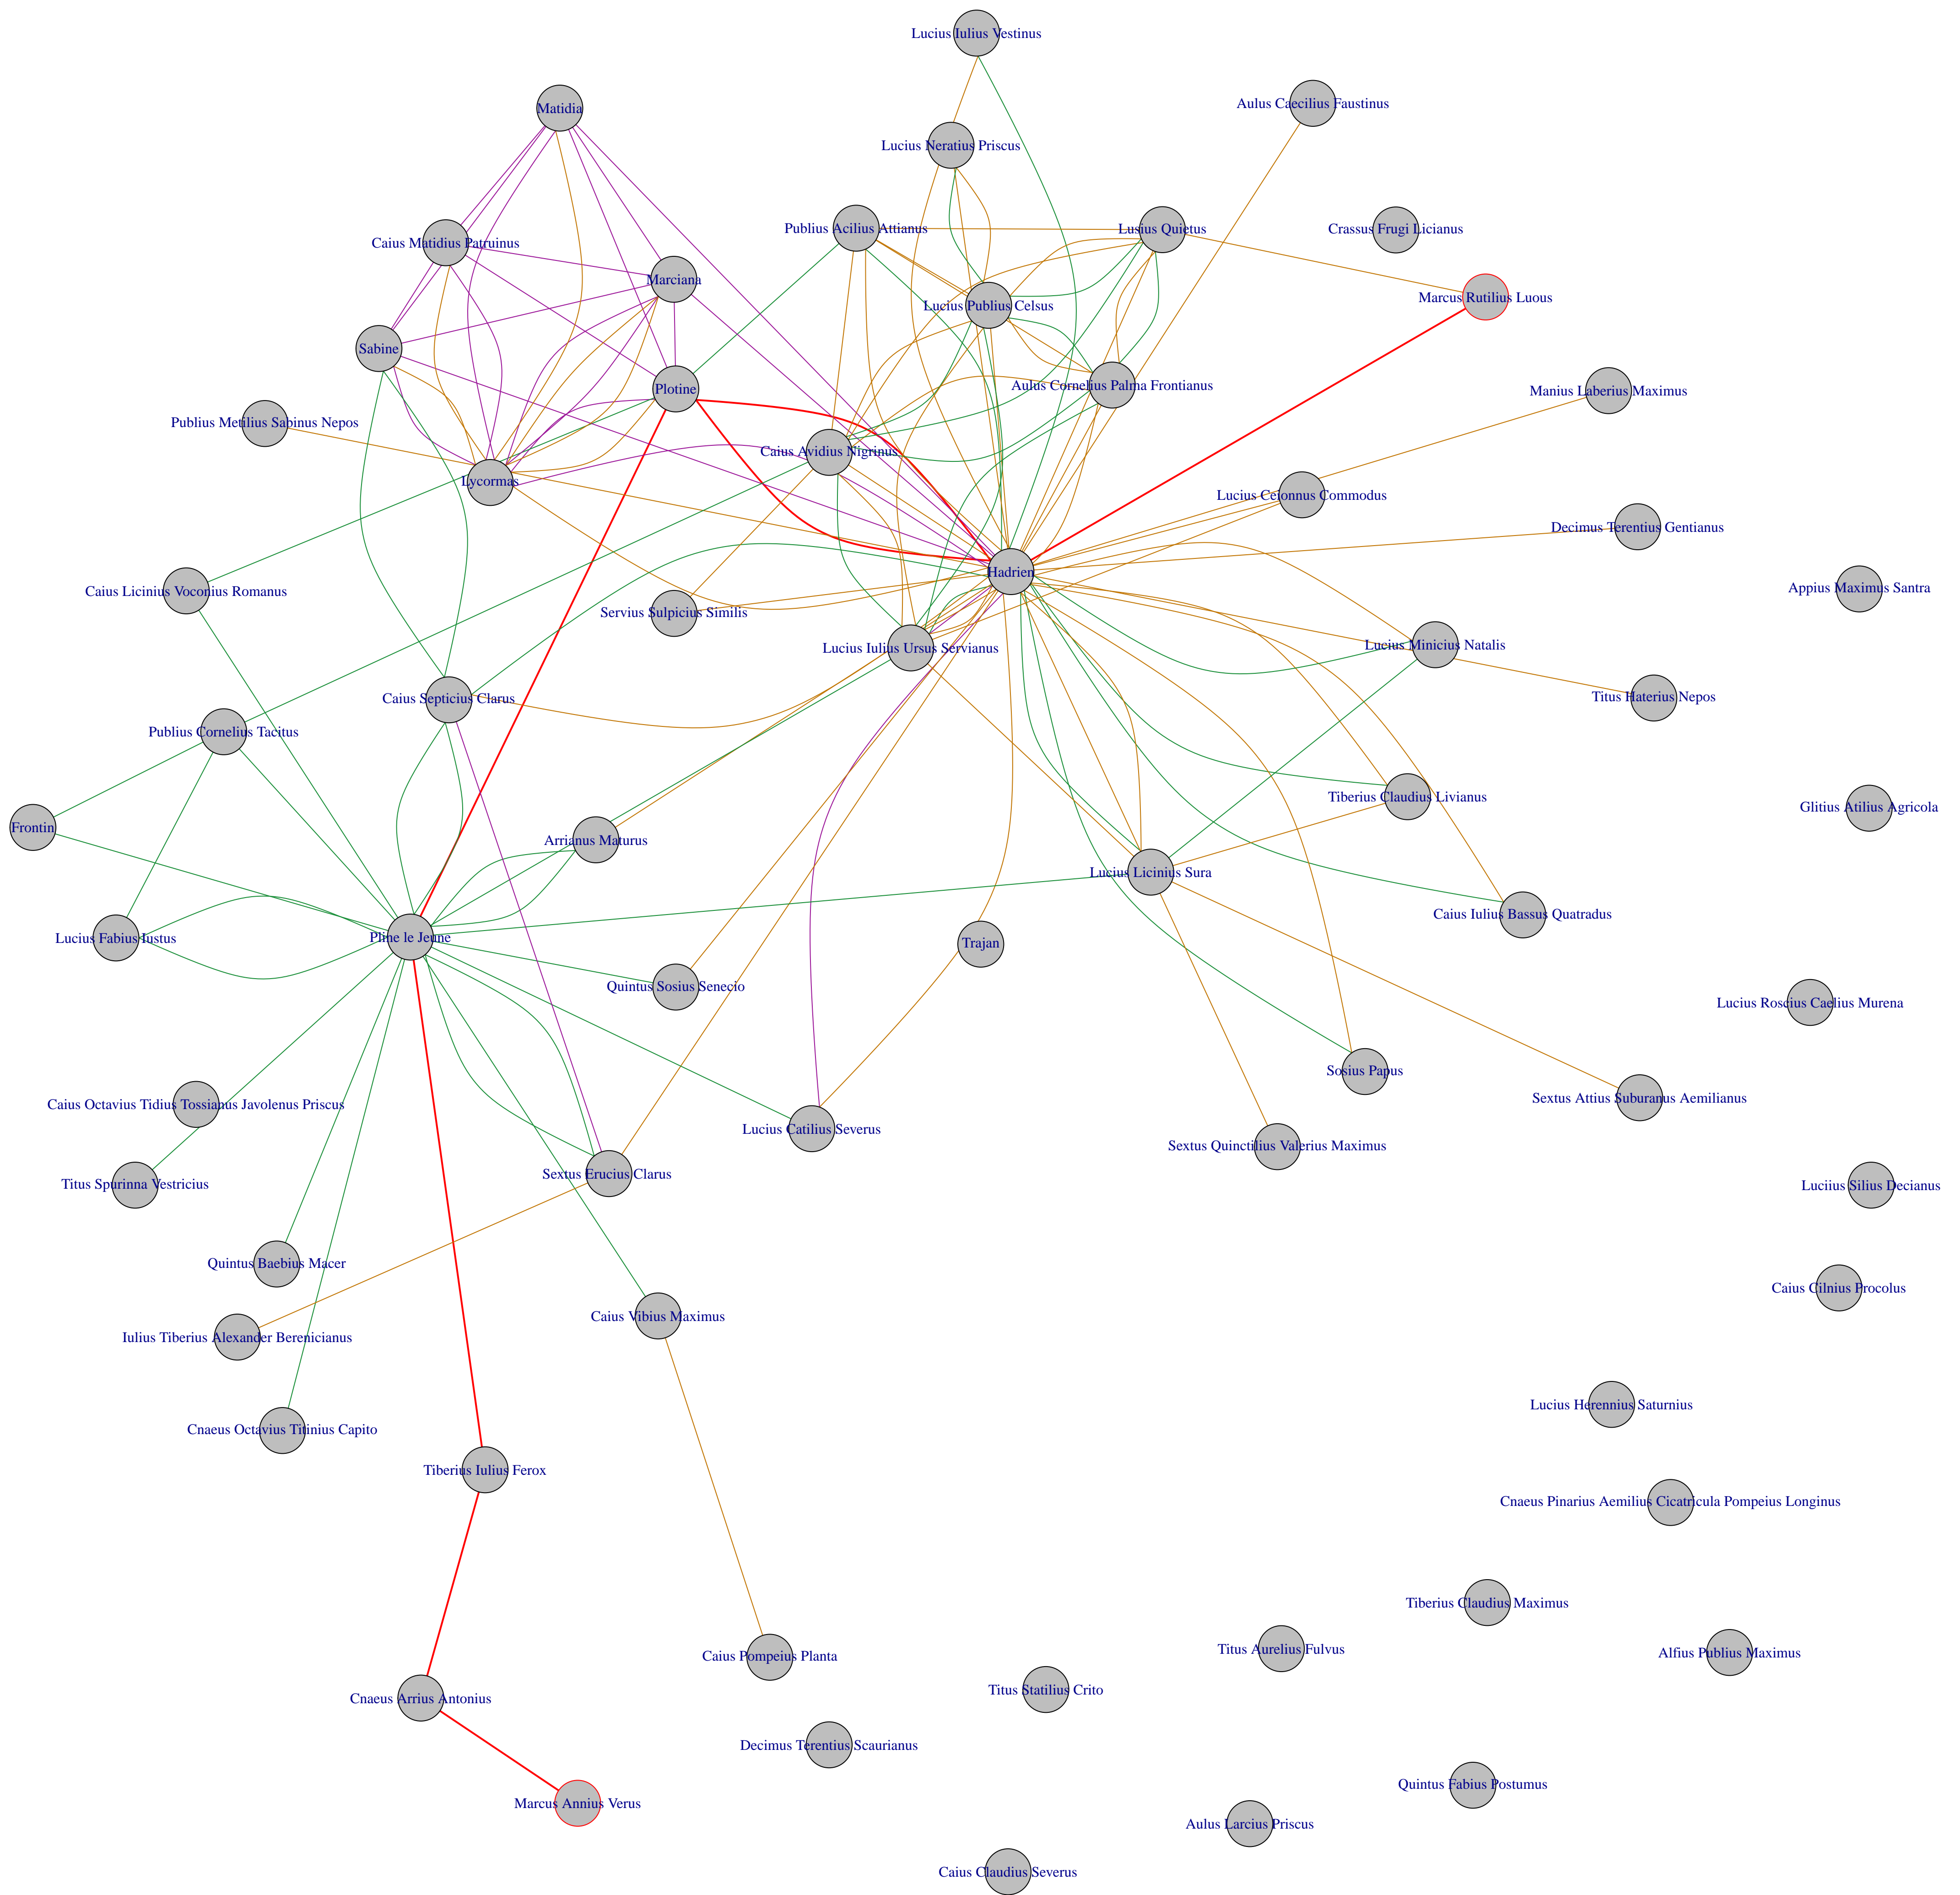 Lucius Iulius Vestinus
Matidia
Aulus Caecilius Faustinus
Lucius Neratius Priscus
Publius Acilius Attianus
Lusius Quietus
Crassus Frugi Licianus
Caius Matidius Patruinus
Marciana
Marcus Rutilius Luous
Lucius Publius Celsus
Sabine
Plotine
Aulus Cornelius Palma Frontianus
Manius Laberius Maximus
Publius Metilius Sabinus Nepos
Caius Avidius Nigrinus
Lycormas
Lucius Ceionnus Commodus
Decimus Terentius Gentianus
Hadrien
Caius Licinius Voconius Romanus
Appius Maximus Santra
Servius Sulpicius Similis
Lucius Iulius Ursus Servianus
Lucius Minicius Natalis
Caius Septicius Clarus
Titus Haterius Nepos
Publius Cornelius Tacitus
Tiberius Claudius Livianus
Glitius Atilius Agricola
Frontin
Arrianus Maturus
Lucius Licinius Sura
Caius Iulius Bassus Quatradus
Lucius Fabius Iustus
Pline le Jeune
Trajan
Quintus Sosius Senecio
Lucius Roscius Caelius Murena
Sosius Papus
Caius Octavius Tidius Tossianus Javolenus Priscus
Sextus Attius Suburanus Aemilianus
Lucius Catilius Severus
Sextus Quinctilius Valerius Maximus
Sextus Erucius Clarus
Titus Spurinna Vestricius
Luciius Silius Decianus
Quintus Baebius Macer
Caius Cilnius Procolus
Caius Vibius Maximus
Iulius Tiberius Alexander Berenicianus
Lucius Herennius Saturnius
Cnaeus Octavius Titinius Capito
Tiberius Iulius Ferox
Cnaeus Pinarius Aemilius Cicatricula Pompeius Longinus
Tiberius Claudius Maximus
Titus Aurelius Fulvus
Alfius Publius Maximus
Caius Pompeius Planta
Titus Statilius Crito
Cnaeus Arrius Antonius
Decimus Terentius Scaurianus
Quintus Fabius Postumus
Marcus Annius Verus
Aulus Larcius Priscus
Caius Claudius Severus